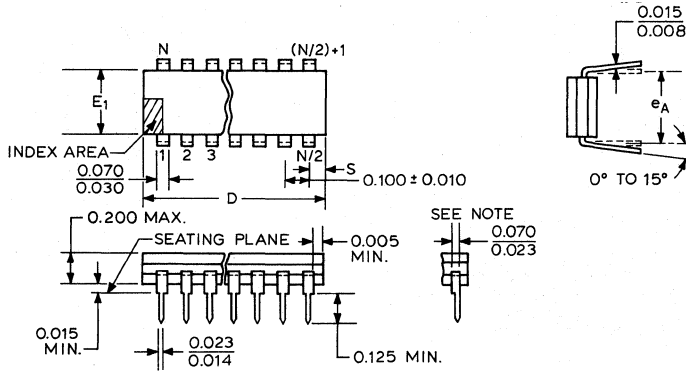 N (N/2)+1
0.015
0.008
E1
eA
INDEX AREA
1 2 3 N/2
0.070
0.030
S
0.100 ± 0.010
D
0° TO 15°
0.200 MAX.
SEE NOTE
SEATING PLANE
0.005
MIN.
0.070
0.023
0.015
MIN.
0.023
0.014
0.125 MIN.